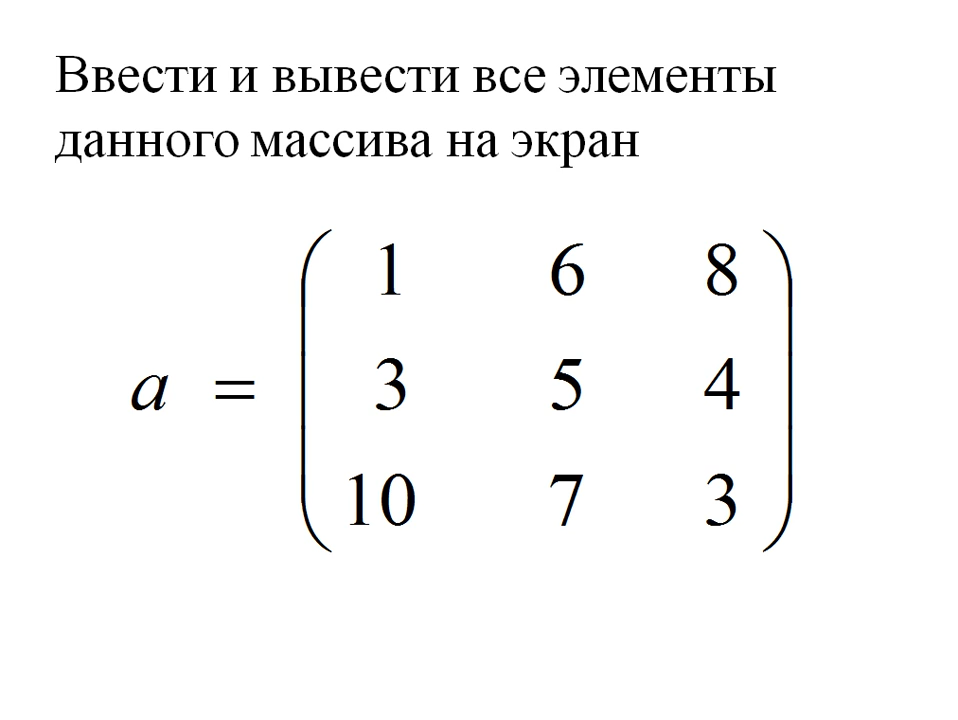 Ввести и вывести все элементы
данного массива на экран
1 6 8
a = 3 5 4
10 7 3